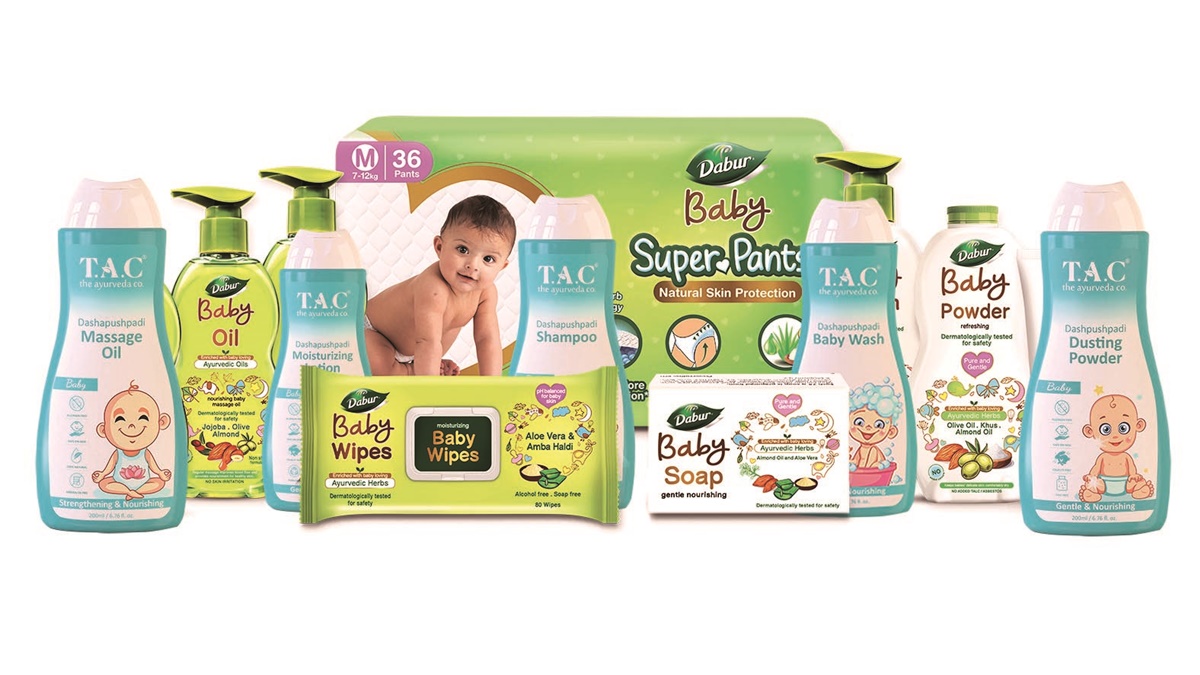 M
7-12kg
36
Pants
Dabur
Baby
Super Pants
Natural Skin Protection
T.A.C®
the ayurveda co.
Dashapushpadi
Massage
Oil
Baby
Strengthening & Nourishing
200ml / 6.76 fl. oz.
Dabur
Baby
Oil
Enriched with baby loving
Ayurvedic Oils
nourishing baby
massage oil
Dermatologically tested
for safety
Jojoba . Olive
Almond
NO SKIN IRRITATION
T.A.C®
the ayurveda co.
Dashapushpadi
Moisturizing
Dabur
Baby
Wipes
Enriched with baby loving
Ayurvedic Herbs
Dermatologically tested
for safety
moisturizing
Baby
Wipes
pH balanced
for baby
skin
Aloe Vera &
Amba Haldi
Alcohol free . Soap free
80 Wipes
T.A.C®
the ayurveda co.
Dashapushpadi
Shampoo
Dabur
Baby
Soap
gentle nourishing
Pure and
Gentle
Enriched with baby loving
Ayurvedic Herbs
Almond Oil and Aloe Vera
Dermatologically tested for safety
T.A.C®
the ayurveda co.
Dashapushpadi
Baby Wash
Dabur
Baby
Powder
refreshing
Dermatologically tested
for safety
Pure and
Gentle
Enriched with baby loving
Ayurvedic Herbs
Olive Oil . Khus .
Almond Oil
NO
T.A.C®
the ayurveda co.
Dashpushpadi
Dusting
Powder
Baby
Gentle & Nourishing
200ml / 6.76 fl. oz.